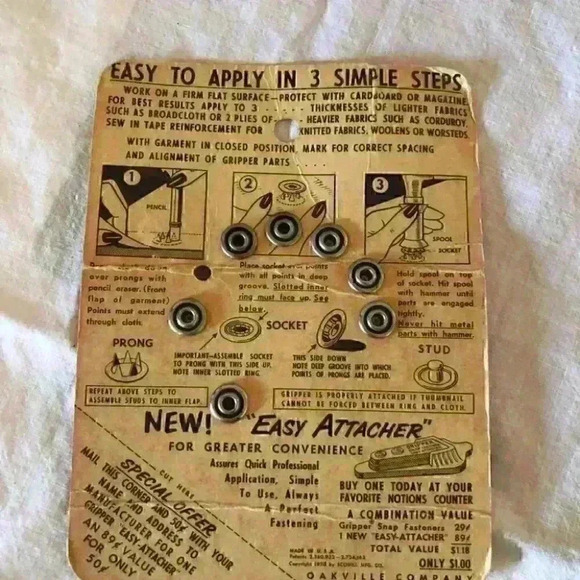 EASY TO APPLY IN 3 SIMPLE STEPS
WORK ON A FIRM FLAT SURFACE—PROTECT WITH CARDBOARD OR MAGAZINE
FOR BEST RESULTS APPLY TO 3 . . . . . THICKNESSES OF LIGHTER FABRICS
SUCH AS BROADCLOTH OR 2 PLIES OF HEAVIER FABRICS SUCH AS CORDUROY,
SEW IN TAPE REINFORCEMENT FOR KNITTED FABRICS, WOOLENS OR WORSTEDS.
WITH GARMENT IN CLOSED POSITION, MARK FOR CORRECT SPACING
AND ALIGNMENT OF GRIPPER PARTS . . . .
1
PENCIL
2
3
SPOOL
SOCKET
down
over prongs with
pencil eraser. (Front
flap of garment)
Points must extend
through cloth.
Place socket over points
with all points in deep
groove. Slotted inner
ring must face up. See
below.
Hold spool on top
of socket. Hit spool
with hammer until
parts are engaged
tightly.
Never hit metal
parts with hammer.
PRONG
SOCKET
STUD
IMPORTANT—ASSEMBLE SOCKET
TO PRONG WITH THIS SIDE UP.
NOTE INNER SLOTTED RING.
THIS SIDE DOWN
NOTE DEEP GROOVE INTO WHICH
POINTS OF PRONGS ARE PLACED.
REPEAT ABOVE STEPS TO
ASSEMBLE STUDS TO INNER FLAP.
GRIPPER IS PROPERLY ATTACHED IF THUMBNAIL
CANNOT BE FORCED BETWEEN RING AND CLOTH.
NEW! "EASY ATTACHER"
FOR GREATER CONVENIENCE
Assures Quick Professional
Application, Simple
To Use, Always
A Perfect
Fastening
BUY ONE TODAY AT YOUR
FAVORITE NOTIONS COUNTER
A COMBINATION VALUE
Gripper Snap Fasteners 29¢
1 NEW "EASY-ATTACHER" 89¢
TOTAL VALUE $1.18
ONLY $1.00
CUT HERE
SPECIAL OFFER
MAIL THIS CORNER AND 50¢ WITH YOUR
NAME AND ADDRESS TO
MANUFACTURER FOR ONE
GRIPPER EASY ATTACHER
AN 89¢ VALUE
FOR ONLY
50¢
MADE IN U.S.A.
OAKVILLE COMPANY